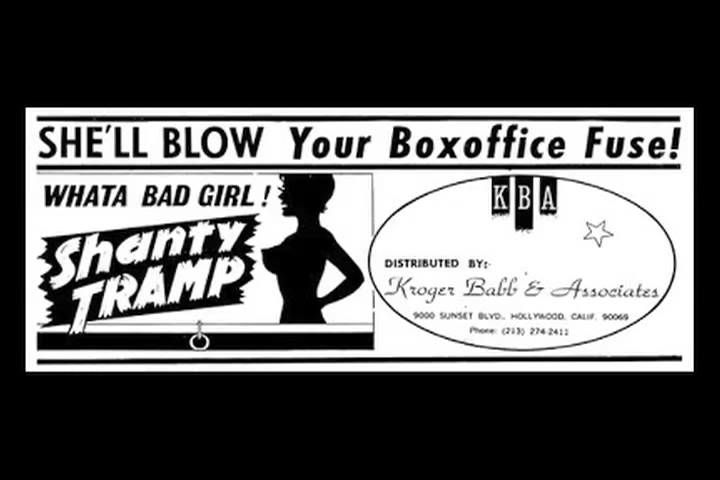 SHE'LL BLOW Your Boxoffice Fuse!
WHATA BAD GIRL!
Shanty
TRAMP
KBA
DISTRIBUTED BY:-
Kroger Babb & Associates
9000 SUNSET BLVD., HOLLYWOOD, CALIF. 90069
Phone: (213) 274-2411